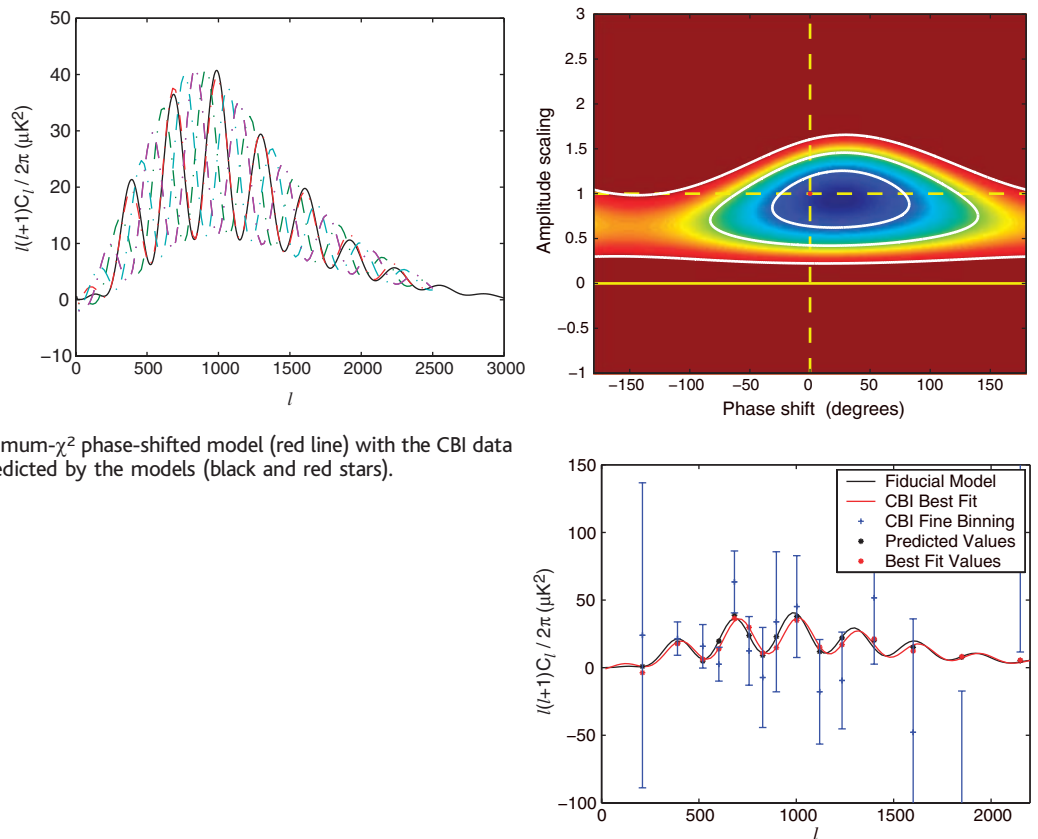 50
40
30
20
10
0
−10
l(l+1)C_l / 2π (μK²)
0 500 1000 1500 2000 2500 3000
l
3
2.5
2
1.5
1
0.5
0
−0.5
−1
Amplitude scaling
−150 −100 −50 0 50 100 150
Phase shift (degrees)
mum-χ² phase-shifted model (red line) with the CBI data
edicted by the models (black and red stars).
150
100
50
0
−50
−100
l(l+1)C_l / 2π (μK²)
Fiducial Model
CBI Best Fit
CBI Fine Binning
Predicted Values
Best Fit Values
0 500 1000 1500 2000
l